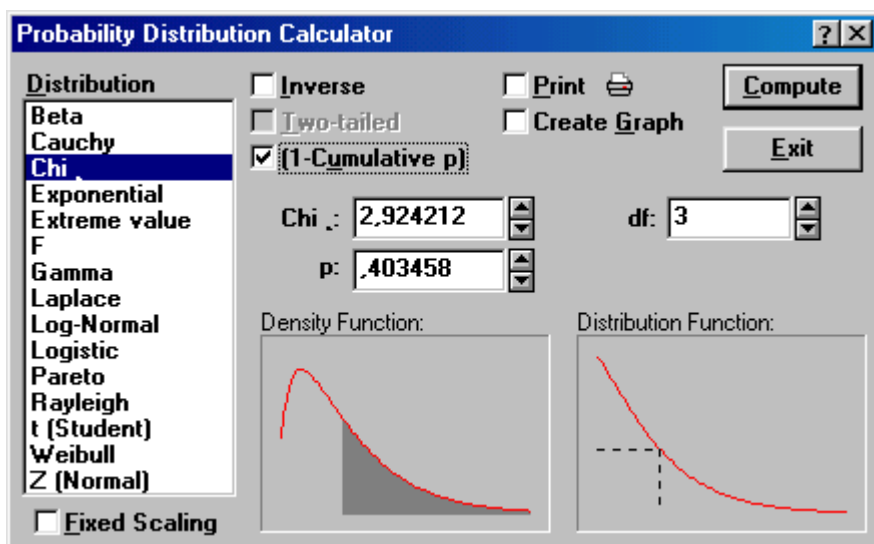 Probability Distribution Calculator
Distribution
Beta
Cauchy
Chi ˛
Exponential
Extreme value
F
Gamma
Laplace
Log-Normal
Logistic
Pareto
Rayleigh
t (Student)
Weibull
Z (Normal)
Fixed Scaling
Inverse
Two-tailed
(1-Cumulative p)
Print
Create Graph
Compute
Exit
Chi ˛: 2,924212
df: 3
p: ,403458
Density Function:
Distribution Function: